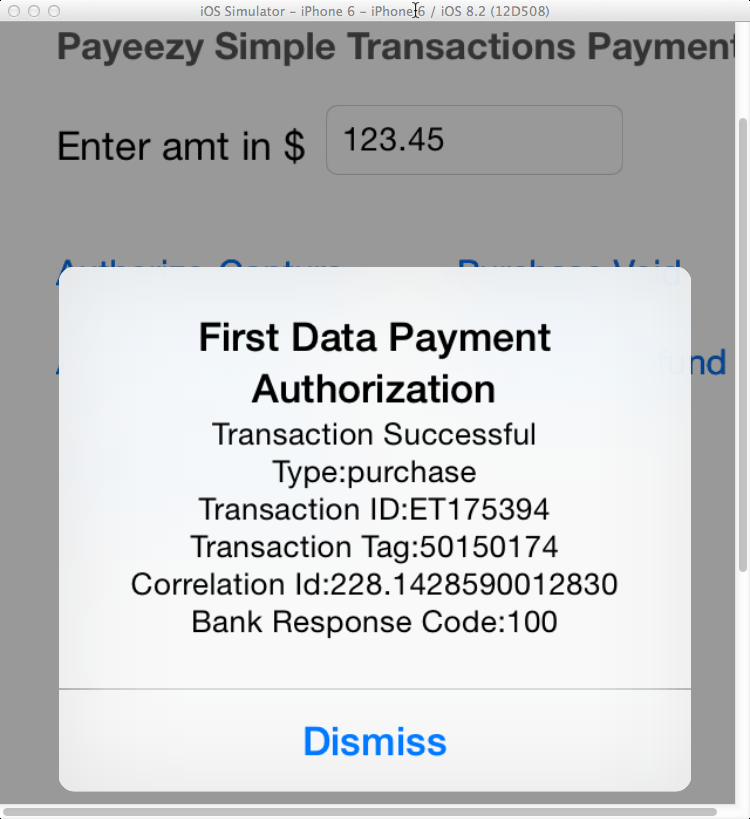 iOS Simulator – iPhone 6 – iPhone 6 / iOS 8.2 (12D508)
Payeezy Simple Transactions Payment
Enter amt in $ 123.45
Authorize-Capture Purchase-Void
fund
First Data Payment
Authorization
Transaction Successful
Type:purchase
Transaction ID:ET175394
Transaction Tag:50150174
Correlation Id:228.1428590012830
Bank Response Code:100
Dismiss